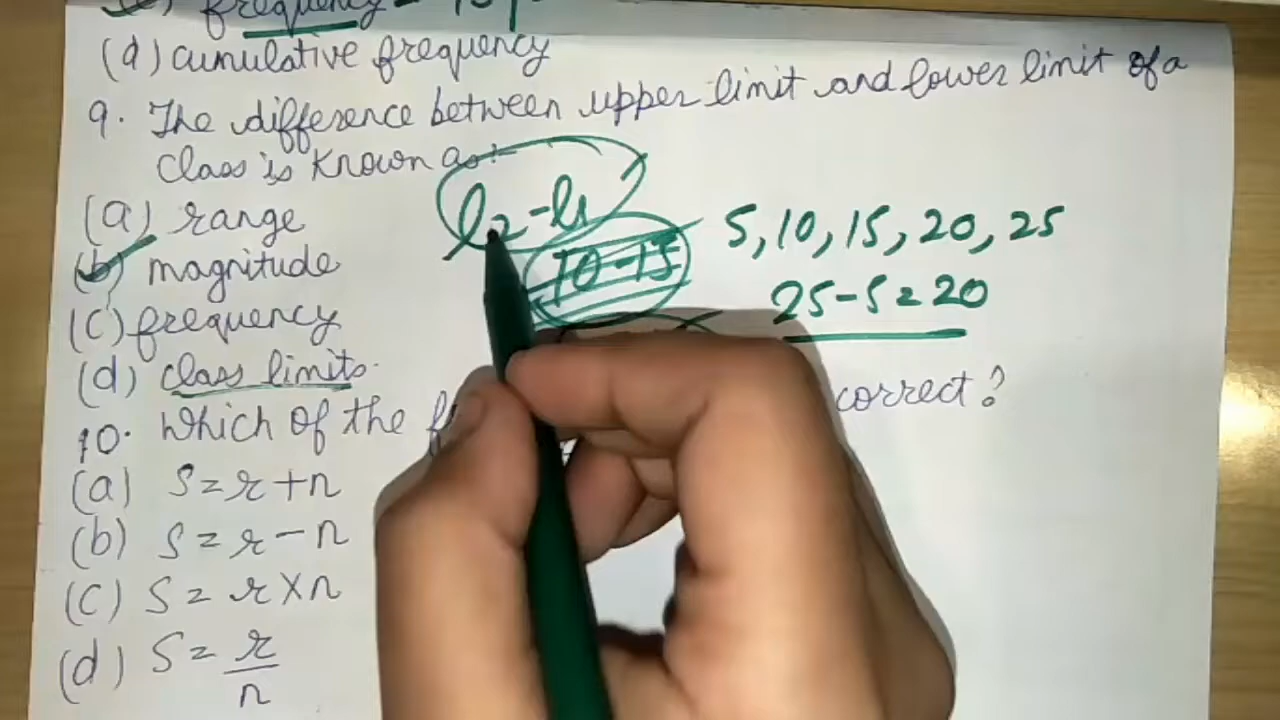 frequency
(d) cumulative frequency
9. The difference between upper limit and lower limit of a
class is known as:-
(a) range
(b) magnitude
(c) frequency
(d) class limits.
l2-l1
10-15
5, 10, 15, 20, 25
25-5=20
10. Which of the correct?
(a) S=r+n
(b) S=r-n
(c) S=r×n
(d) S=r/n